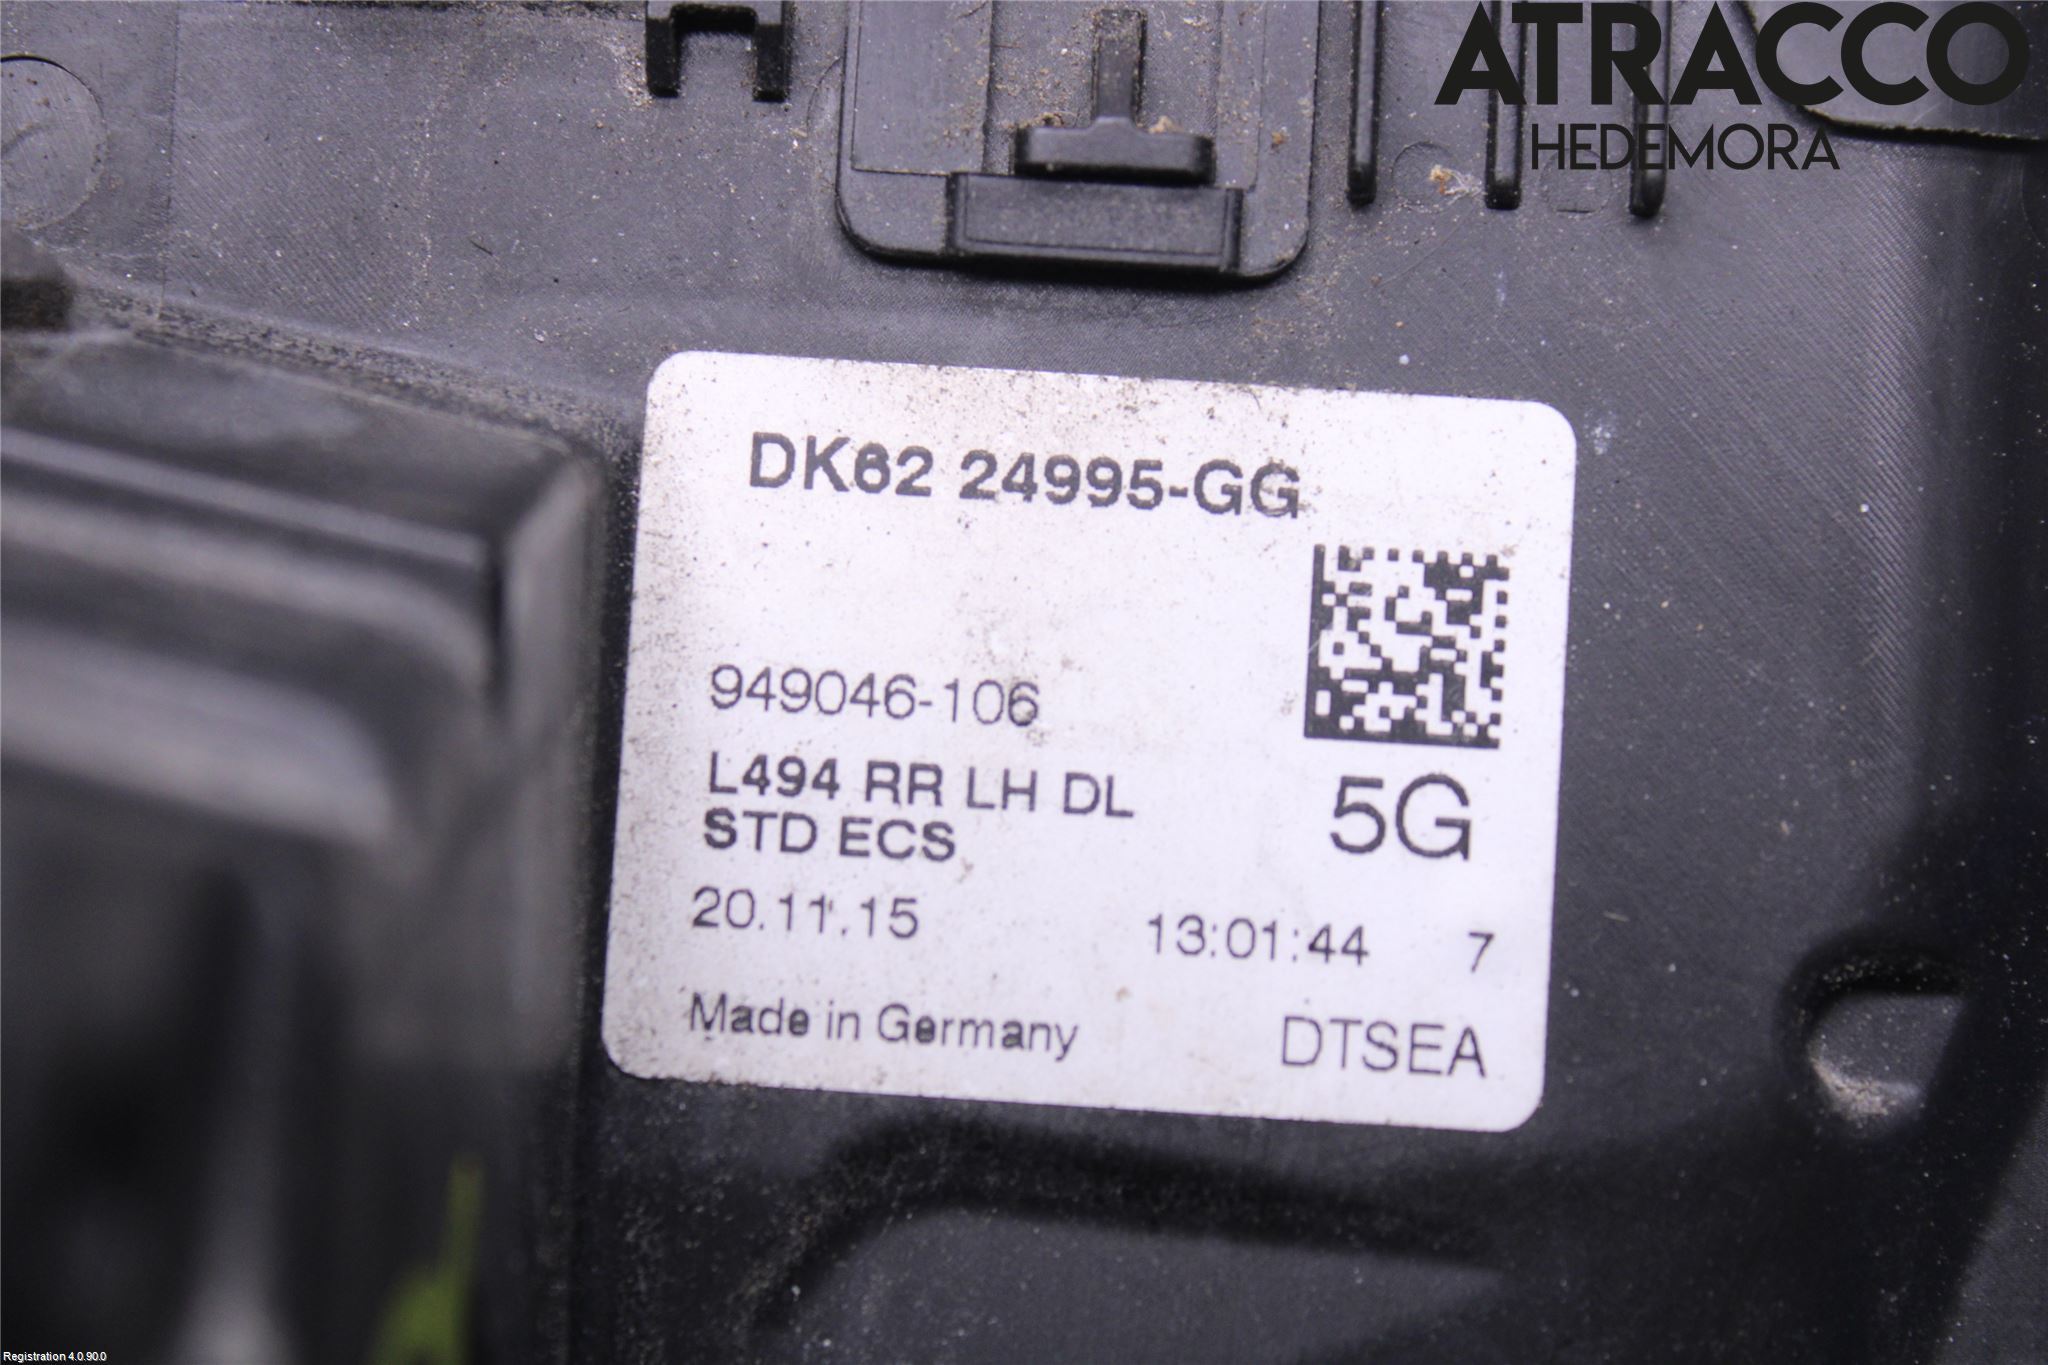 ATRACCO
HEDEMORA
DK62 24995-GG
949046-106
L494 RR LH DL
STD ECS
5G
20.11.15 13:01:44 7
Made in Germany DTSEA
Registration 4.0.90.0